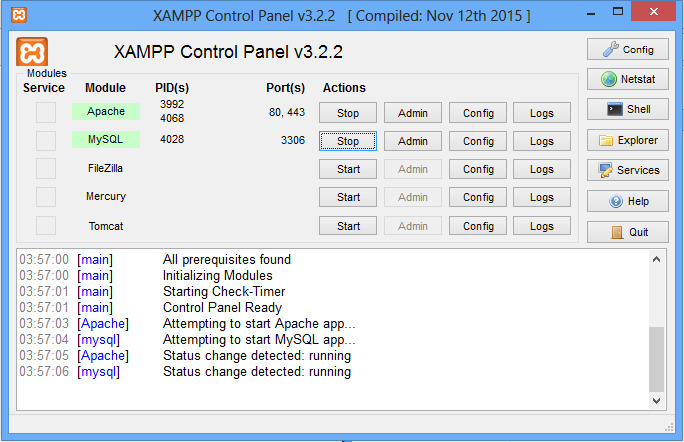 XAMPP Control Panel v3.2.2 [ Compiled: Nov 12th 2015 ]
XAMPP Control Panel v3.2.2
Config
Modules
Service Module PID(s) Port(s) Actions
Netstat
Apache 3992 4068 80, 443 Stop Admin Config Logs
Shell
MySQL 4028 3306 Stop Admin Config Logs
Explorer
FileZilla Start Admin Config Logs
Services
Mercury Start Admin Config Logs
Help
Tomcat Start Admin Config Logs
Quit
03:57:00 [main] All prerequisites found
03:57:00 [main] Initializing Modules
03:57:01 [main] Starting Check-Timer
03:57:01 [main] Control Panel Ready
03:57:03 [Apache] Attempting to start Apache app...
03:57:04 [mysql] Attempting to start MySQL app...
03:57:05 [Apache] Status change detected: running
03:57:06 [mysql] Status change detected: running